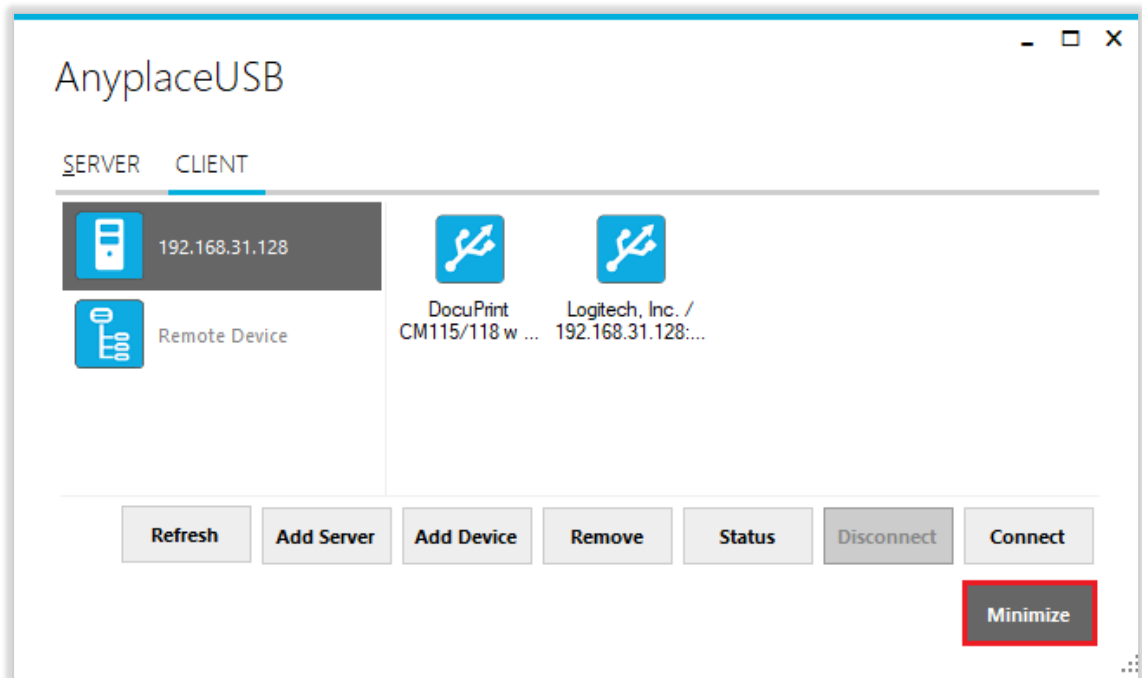 AnyplaceUSB
SERVER CLIENT
192.168.31.128
Remote Device
DocuPrint
CM115/118 w ...
Logitech, Inc. /
192.168.31.128:...
Refresh Add Server Add Device Remove Status Disconnect Connect
Minimize